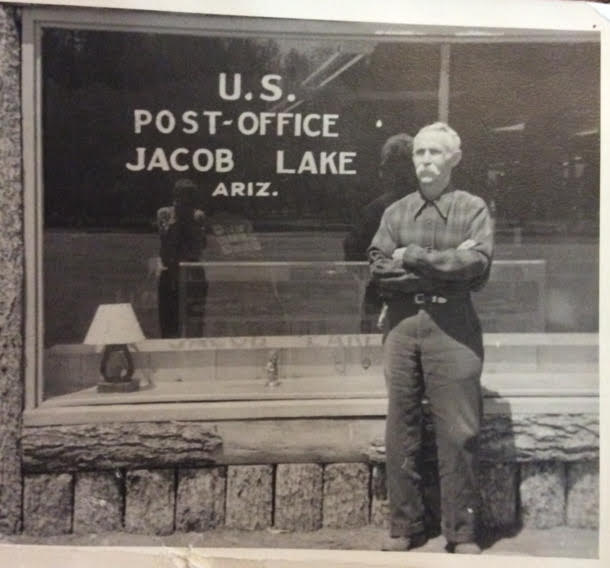 U.S.
POST-OFFICE
JACOB LAKE
ARIZ.